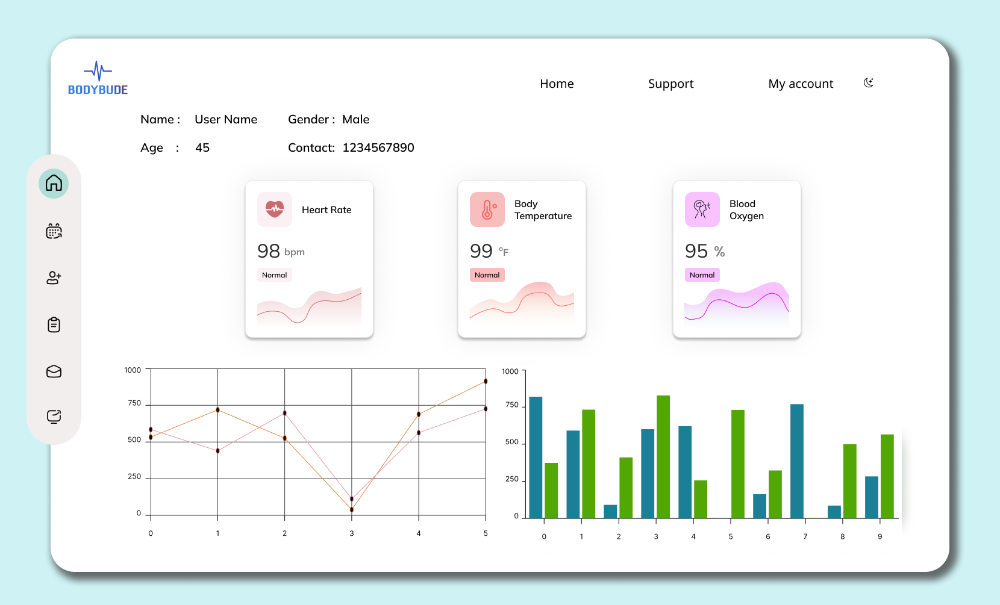 BODYBUDE
Home Support My account
Name : User Name Gender : Male
Age : 45 Contact: 1234567890
Heart Rate
98 bpm
Normal
Body
Temperature
99 °F
Normal
Blood
Oxygen
95 %
Normal
1000
750
500
250
0
0 1 2 3 4 5
1000
750
500
250
0
0 1 2 3 4 5 6 7 8 9